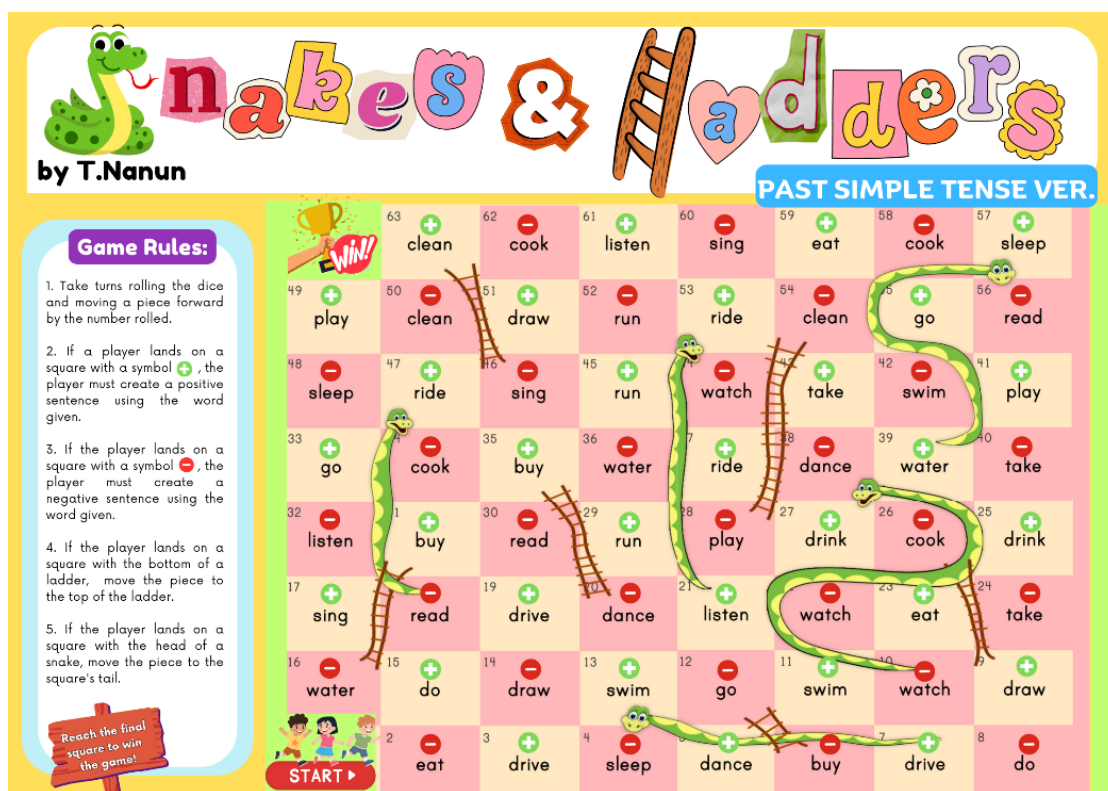 Snakes & Ladders
by T.Nanun
PAST SIMPLE TENSE VER.
Game Rules:
1. Take turns rolling the dice
and moving a piece forward
by the number rolled.
2. If a player lands on a
square with a symbol + , the
player must create a positive
sentence using the word
given.
3. If the player lands on a
square with a symbol − , the
player must create a
negative sentence using the
word given.
4. If the player lands on a
square with the bottom of a
ladder, move the piece to
the top of the ladder.
5. If the player lands on a
square with the head of a
snake, move the piece to the
square's tail.
Reach the final
square to win
the game!
WIN!!
63 + 62 − 61 + 60 − 59 + 58 − 57 +
clean cook listen sing eat cook sleep
49 + 50 − 51 + 52 − 53 + 54 − 5 + 56 −
play clean draw run ride clean go read
48 − 47 + 46 − 45 + − + 42 − 41 +
sleep ride sing run watch take swim play
33 + 4 − 35 + 36 − 7 + 38 − 39 + 40 −
go cook buy water ride dance water take
32 − 1 + 30 − 29 + 28 − 27 + 26 − 25 +
listen buy read run play drink cook drink
17 + − 19 + 20 − 21 + − 23 + 24 −
sing read drive dance listen watch eat take
16 − 15 + 14 − 13 + 12 − 11 + 10 − 9 +
water do draw swim go swim watch draw
2 − 3 + 4 − + − 7 + 8 −
START eat drive sleep dance buy drive do